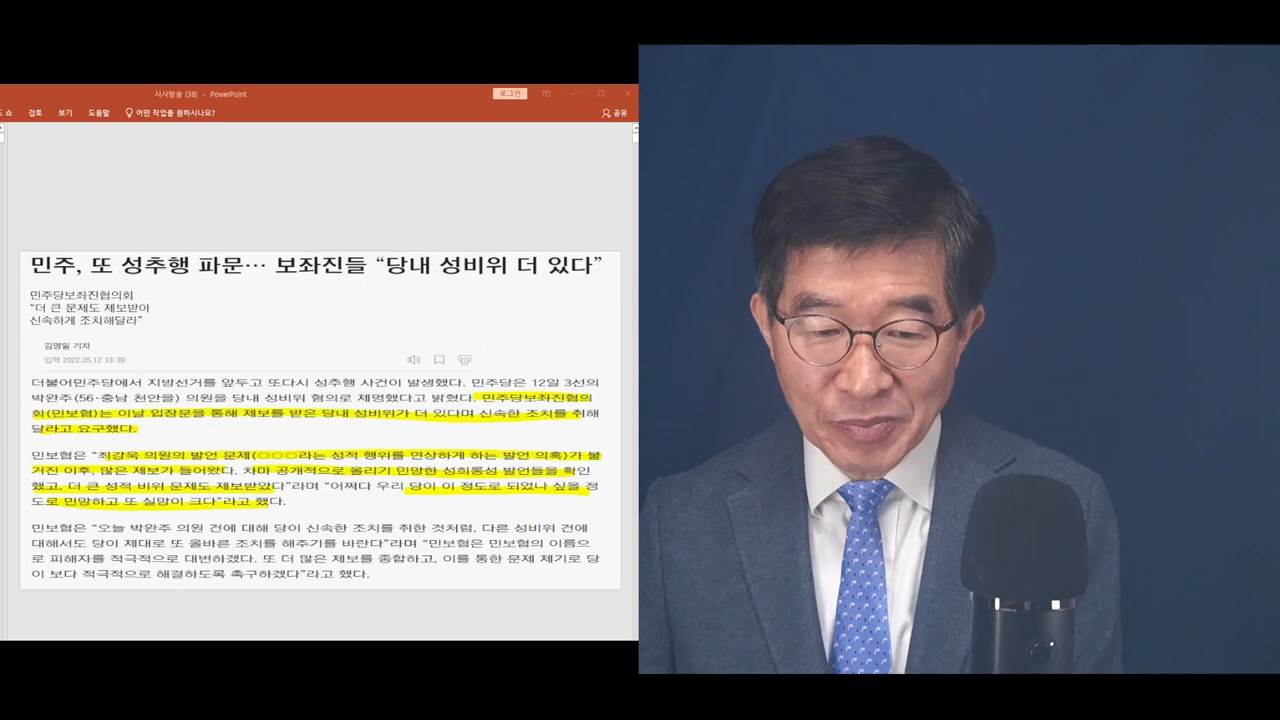 시사방송 (38) - PowerPoint
로그인
검토 보기 도움말 어떤 작업을 원하시나요? 공유
민주, 또 성추행 파문… 보좌진들 “당내 성비위 더 있다”
민주당보좌진협의회
“더 큰 문제도 제보받아
신속하게 조치해달라”
김명일 기자
입력 2022.05.12 13:39
더불어민주당에서 지방선거를 앞두고 또다시 성추행 사건이 발생했다. 민주당은 12일 3선의
박완주(56·충남 천안을) 의원을 당내 성비위 혐의로 제명했다고 밝혔다. 민주당보좌진협의
회(민보협)는 이날 입장문을 통해 제보를 받은 당내 성비위가 더 있다며 신속한 조치를 취해
달라고 요구했다.
민보협은 “최강욱 의원의 발언 문제(○○○라는 성적 행위를 연상하게 하는 발언 의혹)가 불
거진 이후, 많은 제보가 들어왔다. 차마 공개적으로 올리기 민망한 성희롱성 발언들을 확인
했고, 더 큰 성적 비위 문제도 제보받았다”라며 “어쩌다 우리 당이 이 정도로 되었나 싶을 정
도로 민망하고 또 실망이 크다”라고 했다.
민보협은 “오늘 박완주 의원 건에 대해 당이 신속한 조치를 취한 것처럼, 다른 성비위 건에
대해서도 당이 제대로 또 올바른 조치를 해주기를 바란다”라며 “민보협은 민보협의 이름으
로 피해자를 적극적으로 대변하겠다. 또 더 많은 제보를 종합하고, 이를 통한 문제 제기로 당
이 보다 적극적으로 해결하도록 촉구하겠다”라고 했다.